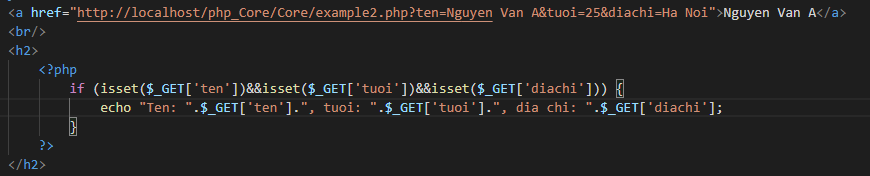 <a href="http://localhost/php_Core/Core/example2.php?ten=Nguyen Van A&tuoi=25&diachi=Ha Noi">Nguyen Van A</a>
<br/>
<h2>
    <?php
        if (isset($_GET['ten'])&&isset($_GET['tuoi'])&&isset($_GET['diachi'])) {
            echo "Ten: ".$_GET['ten'].", tuoi: ".$_GET['tuoi'].", dia chi: ".$_GET['diachi'];
        }
    ?>
</h2>